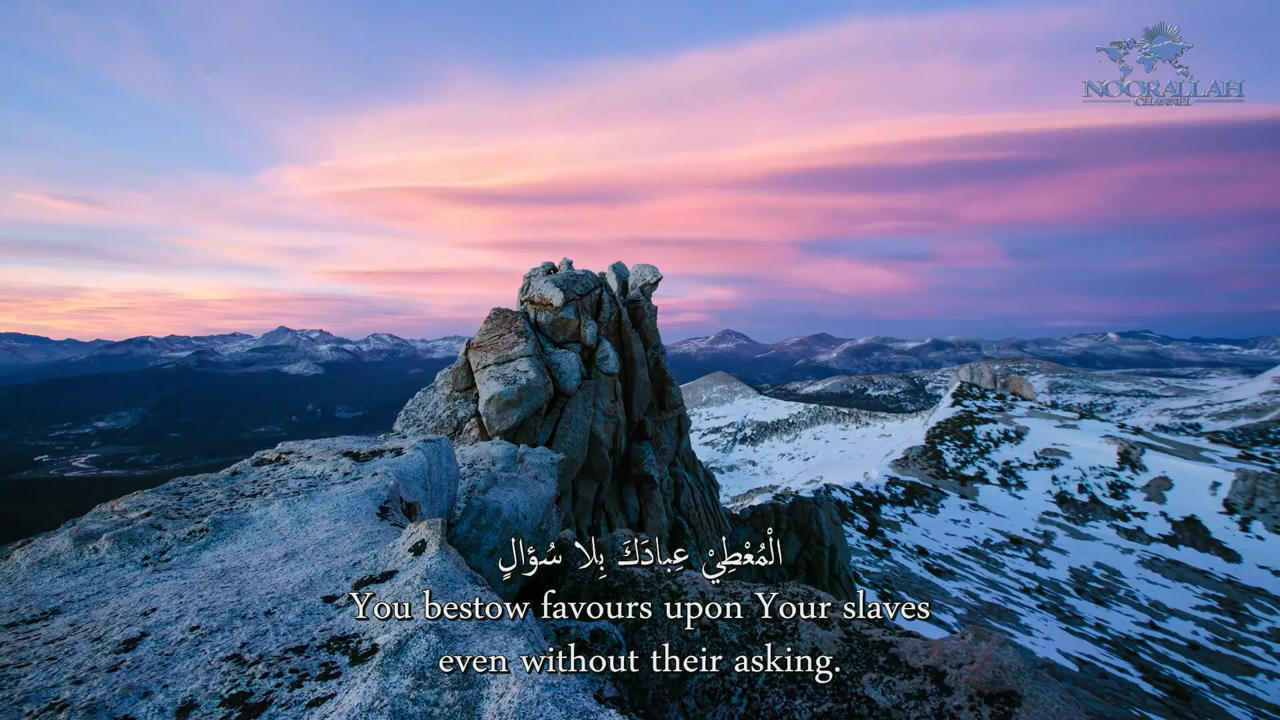 NOORALLAH
CHANNEL
الْمُعْطِيْ عِبادَكَ بِلا سُؤالٍ
You bestow favours upon Your slaves
even without their asking.